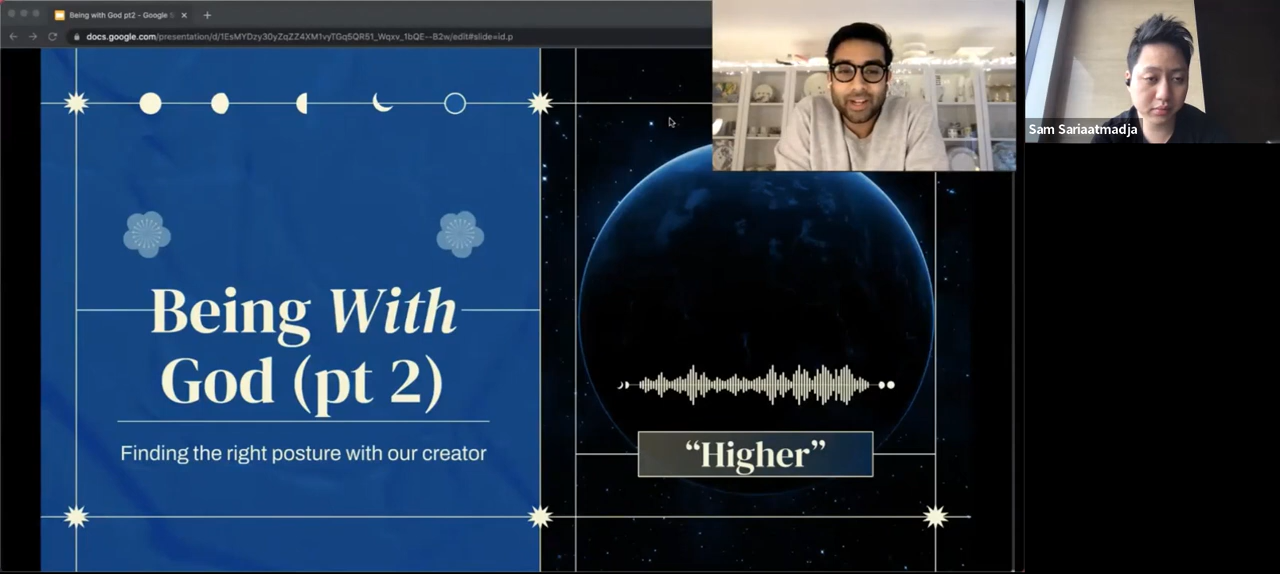 Being with God pt2 - Google S
docs.google.com/presentation/d/1EsMYDzy30yZqZZ4XM1vyTGq5QR51_Wqxv_1bQE--B2w/edit#slide=id.p
Sam Sariaatmadja
Being With
God (pt 2)
Finding the right posture with our creator
“Higher”